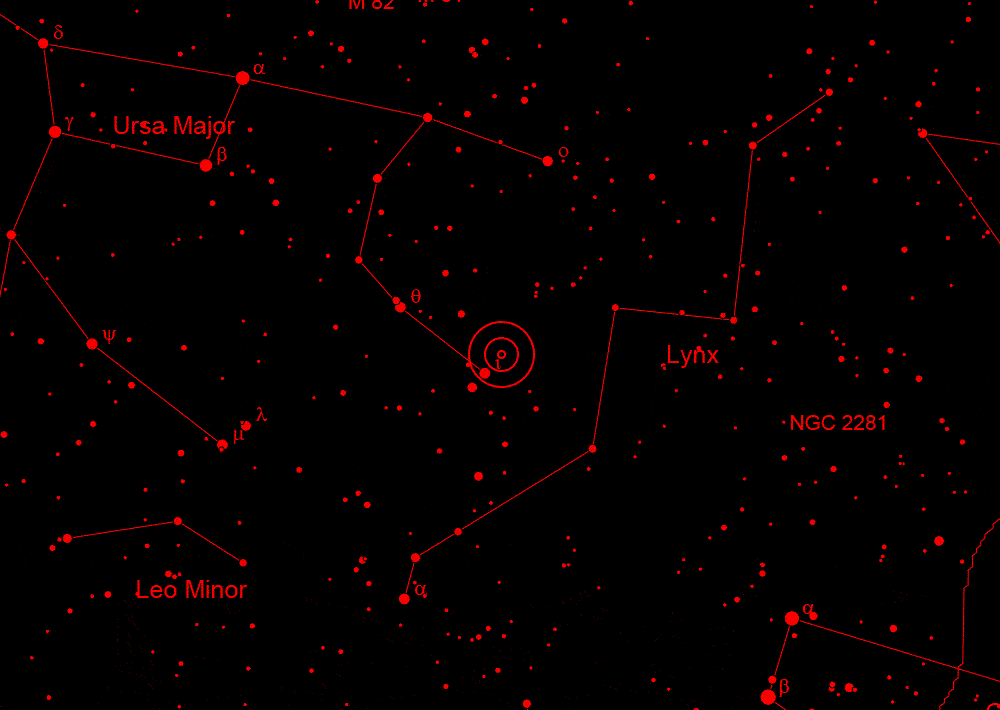 M 82
δ
α
γ
Ursa Major
β
ο
θ
ψ
ι
Lynx
λ
μ
NGC 2281
α
Leo Minor
α
β